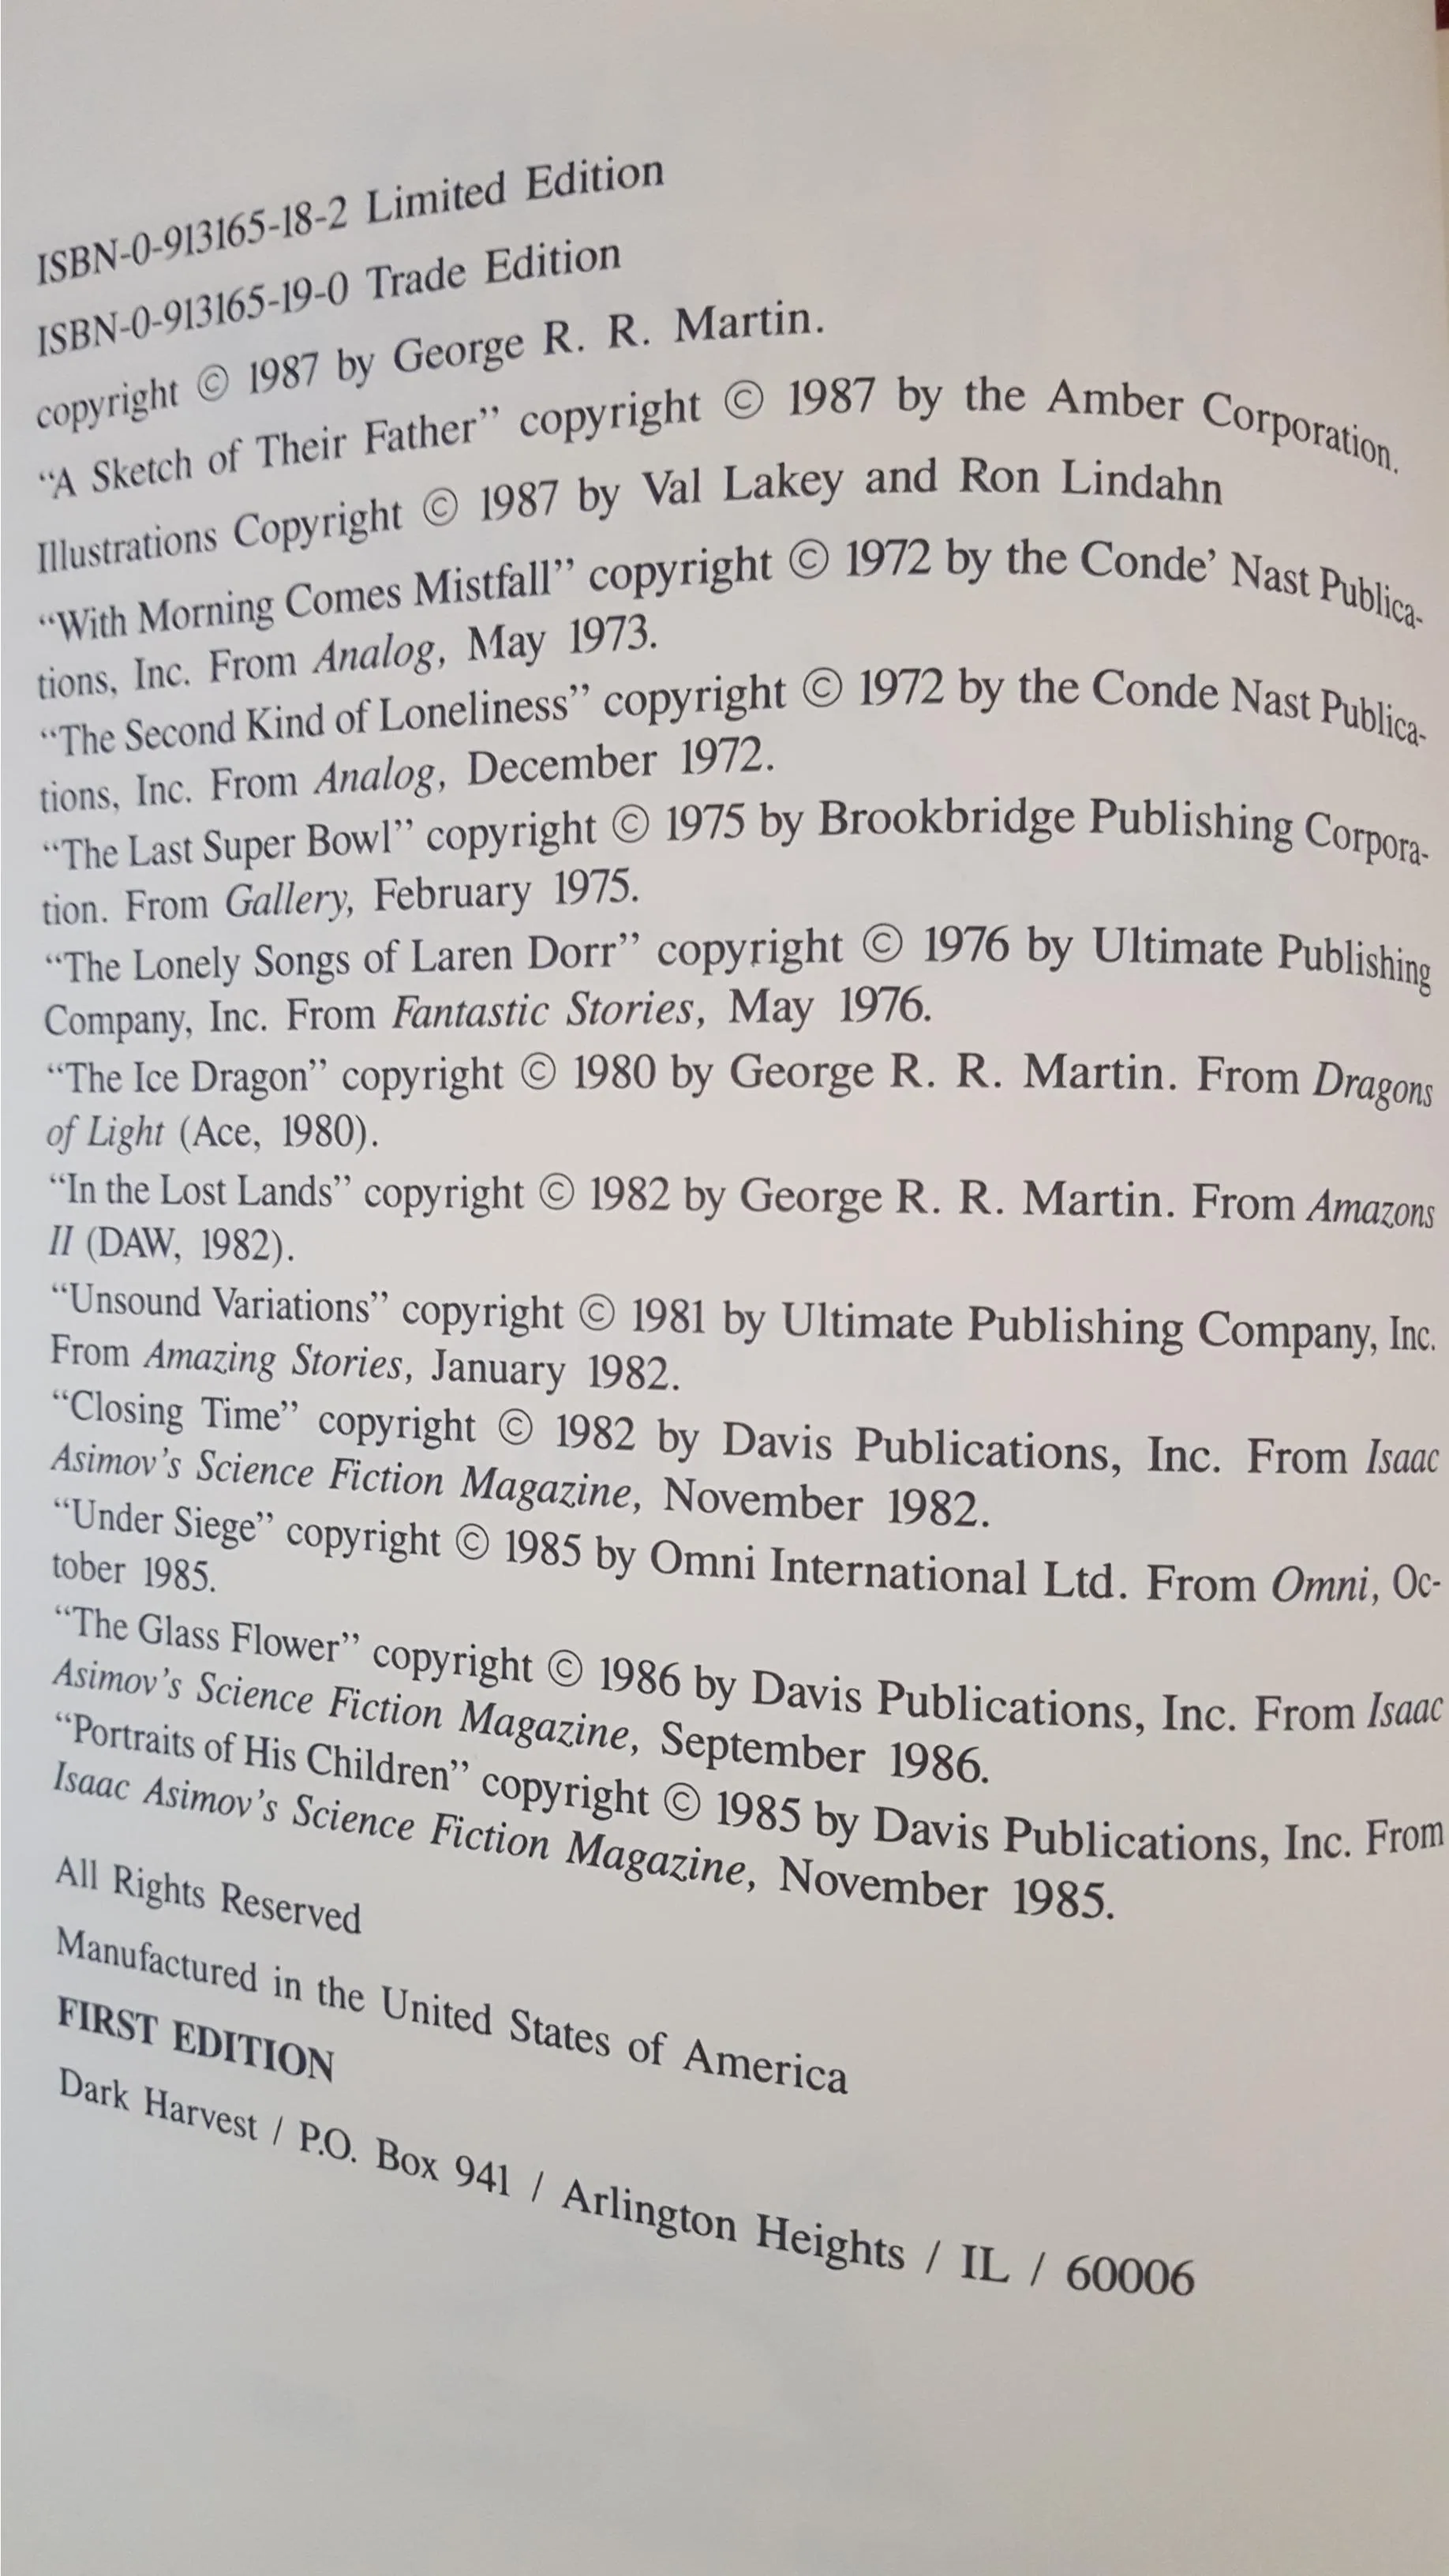 ISBN-0-913165-18-2 Limited Edition
ISBN-0-913165-19-0 Trade Edition
copyright © 1987 by George R. R. Martin.
“A Sketch of Their Father” copyright © 1987 by the Amber Corporation.
Illustrations Copyright © 1987 by Val Lakey and Ron Lindahn
“With Morning Comes Mistfall” copyright © 1972 by the Conde’ Nast Publica-
tions, Inc. From Analog, May 1973.
“The Second Kind of Loneliness” copyright © 1972 by the Conde Nast Publica-
tions, Inc. From Analog, December 1972.
“The Last Super Bowl” copyright © 1975 by Brookbridge Publishing Corpora-
tion. From Gallery, February 1975.
“The Lonely Songs of Laren Dorr” copyright © 1976 by Ultimate Publishing
Company, Inc. From Fantastic Stories, May 1976.
“The Ice Dragon” copyright © 1980 by George R. R. Martin. From Dragons
of Light (Ace, 1980).
“In the Lost Lands” copyright © 1982 by George R. R. Martin. From Amazons
II (DAW, 1982).
“Unsound Variations” copyright © 1981 by Ultimate Publishing Company, Inc.
From Amazing Stories, January 1982.
“Closing Time” copyright © 1982 by Davis Publications, Inc. From Isaac
Asimov’s Science Fiction Magazine, November 1982.
“Under Siege” copyright © 1985 by Omni International Ltd. From Omni, Oc-
tober 1985.
“The Glass Flower” copyright © 1986 by Davis Publications, Inc. From Isaac
Asimov’s Science Fiction Magazine, September 1986.
“Portraits of His Children” copyright © 1985 by Davis Publications, Inc. From
Isaac Asimov’s Science Fiction Magazine, November 1985.
All Rights Reserved
Manufactured in the United States of America
FIRST EDITION
Dark Harvest / P.O. Box 941 / Arlington Heights / IL / 60006